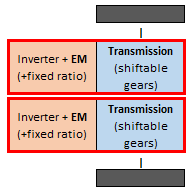 Inverter + EM
(+fixed ratio)
Transmission
(shiftable
gears)
Inverter + EM
(+fixed ratio)
Transmission
(shiftable
gears)